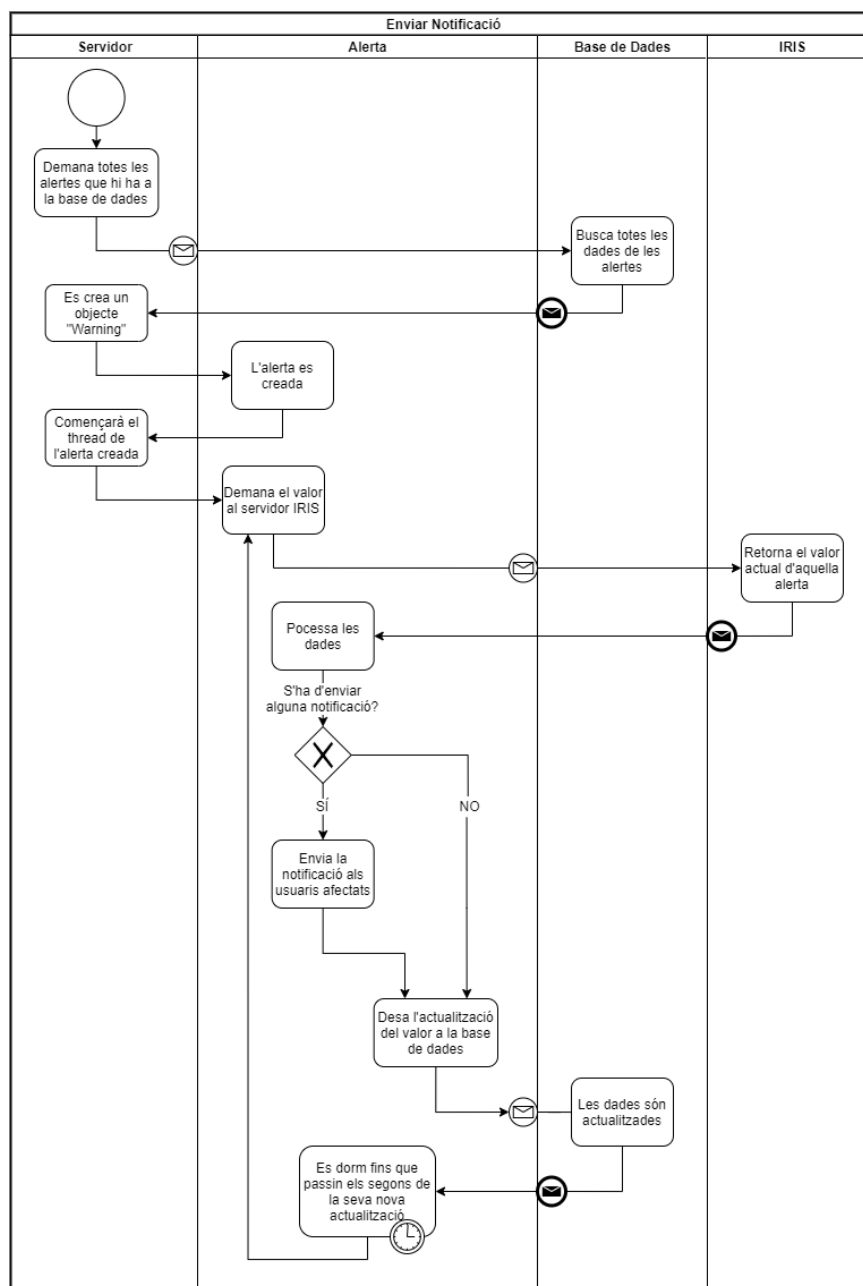 Enviar Notificació
Servidor
Alerta
Base de Dades
IRIS
Demana totes les
alertes que hi ha a
la base de dades
Busca totes les
dades de les
alertes
Es crea un
objecte
"Warning"
L'alerta es
creada
Començarà el
thread de
l'alerta creada
Demana el valor
al servidor IRIS
Retorna el valor
actual d'aquella
alerta
Pocessa les
dades
S'ha d'enviar
alguna notificació?
SÍ
NO
Envia la
notificació als
usuaris afectats
Desa l'actualització
del valor a la base
de dades
Les dades són
actualitzades
Es dorm fins que
passin els segons de
la seva nova
actualització